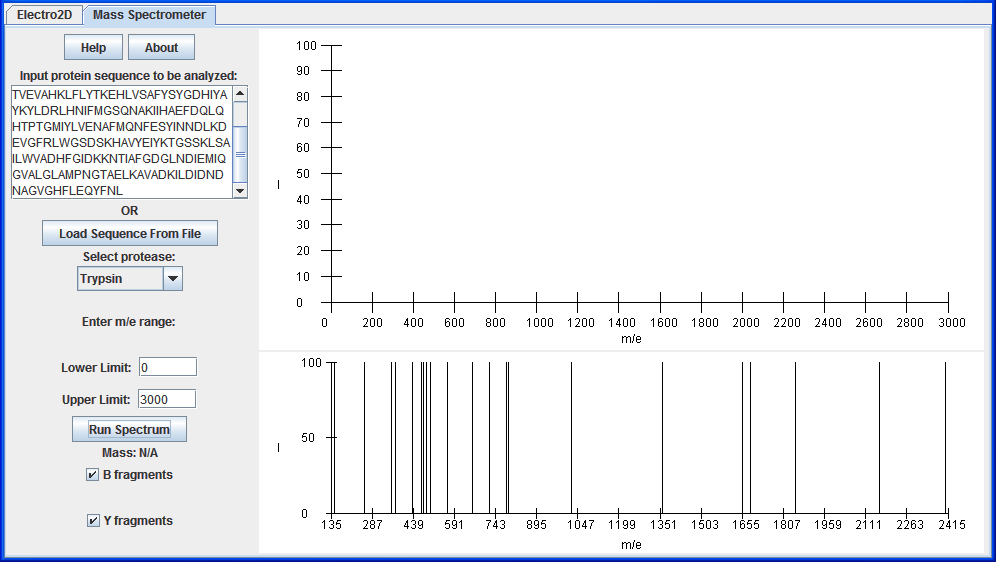 Electro2D
Mass Spectrometer
Help
About
Input protein sequence to be analyzed:
TVEVAHKLFLYTKEHLVSAFYSYGDHIYA
YKYLDRLHNIFMGSQNAKIIHAEFDQLQ
HTPTGMIYLVENAFMQNFESYINNDLKD
EVGFRLWGSDSKHAVYEIYKTGSSKLSA
ILWVADHFGIDKKNTIAFGDGLNDIEMIQ
GVALGLAMPNGTAELKAVADKILDIDND
NAGVGHFLEQYFNL
OR
Load Sequence From File
Select protease:
Trypsin
Enter m/e range:
Lower Limit:
0
Upper Limit:
3000
Run Spectrum
Mass: N/A
B fragments
Y fragments
100
90
80
70
60
50
40
30
20
10
0
I
0 200 400 600 800 1000 1200 1400 1600 1800 2000 2200 2400 2600 2800 3000
m/e
100
50
0
I
135 287 439 591 743 895 1047 1199 1351 1503 1655 1807 1959 2111 2263 2415
m/e